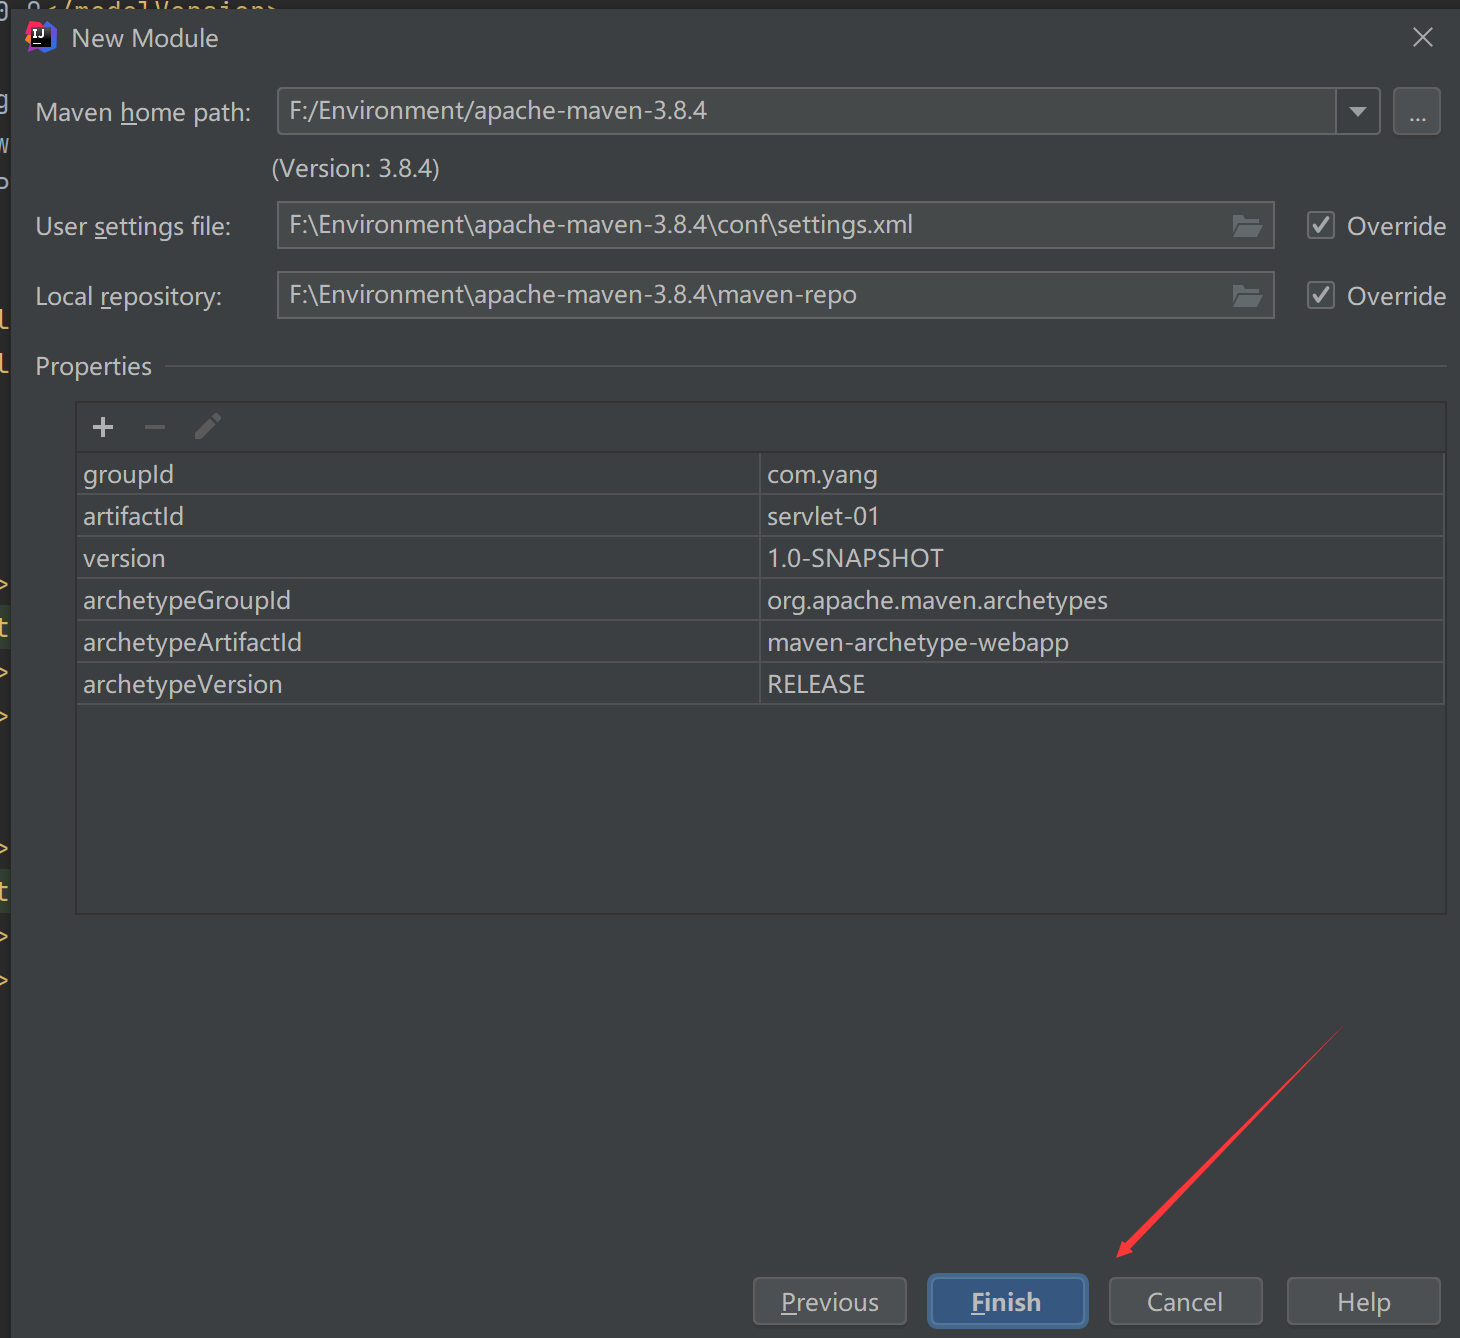 </modelVersion>
New Module
Maven home path: F:/Environment/apache-maven-3.8.4 ...
(Version: 3.8.4)
User settings file: F:\Environment\apache-maven-3.8.4\conf\settings.xml Override
Local repository: F:\Environment\apache-maven-3.8.4\maven-repo Override
Properties
groupId com.yang
artifactId servlet-01
version 1.0-SNAPSHOT
archetypeGroupId org.apache.maven.archetypes
archetypeArtifactId maven-archetype-webapp
archetypeVersion RELEASE
Previous Finish Cancel Help